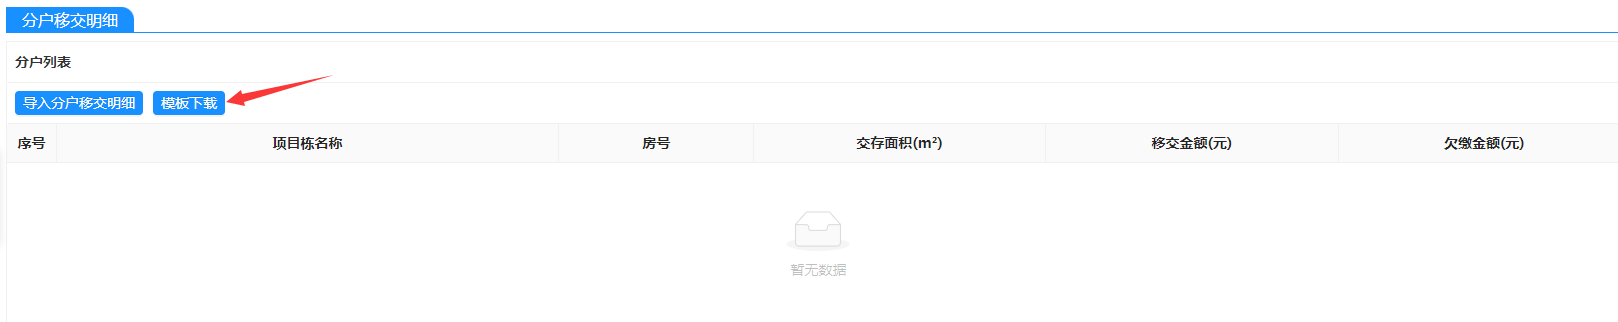 分户移交明细
分户列表
导入分户移交明细 模板下载
序号 项目栋名称 房号 交存面积(m²) 移交金额(元) 欠缴金额(元)
暂无数据